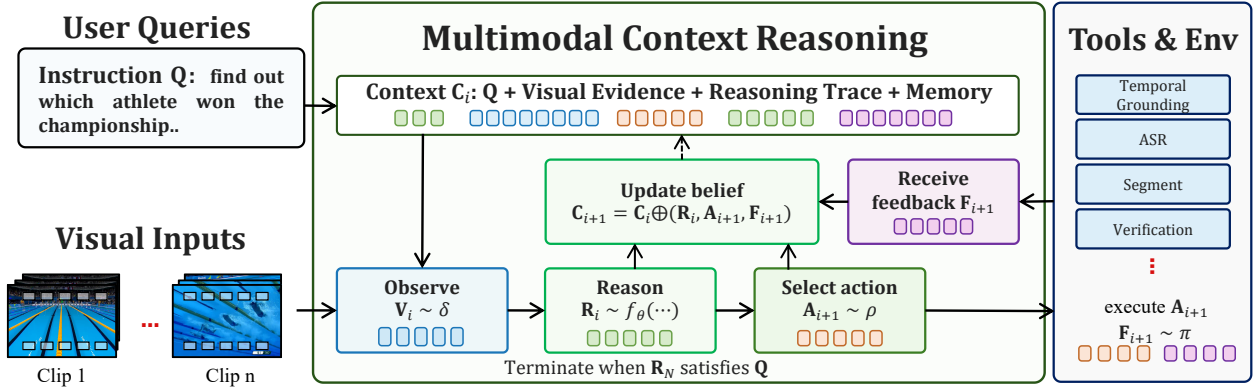 User Queries
Instruction Q: find out
which athlete won the
championship..
Visual Inputs
...
Clip 1
Clip n
Multimodal Context Reasoning
Context C_i: Q + Visual Evidence + Reasoning Trace + Memory
Update belief
C_{i+1} = C_i⊕(R_i, A_{i+1}, F_{i+1})
Receive
feedback F_{i+1}
Observe
V_i ~ δ
Reason
R_i ~ f_θ(⋯)
Select action
A_{i+1} ~ ρ
Terminate when R_N satisfies Q
Tools & Env
Temporal
Grounding
ASR
Segment
Verification
⋮
execute A_{i+1}
F_{i+1} ~ π